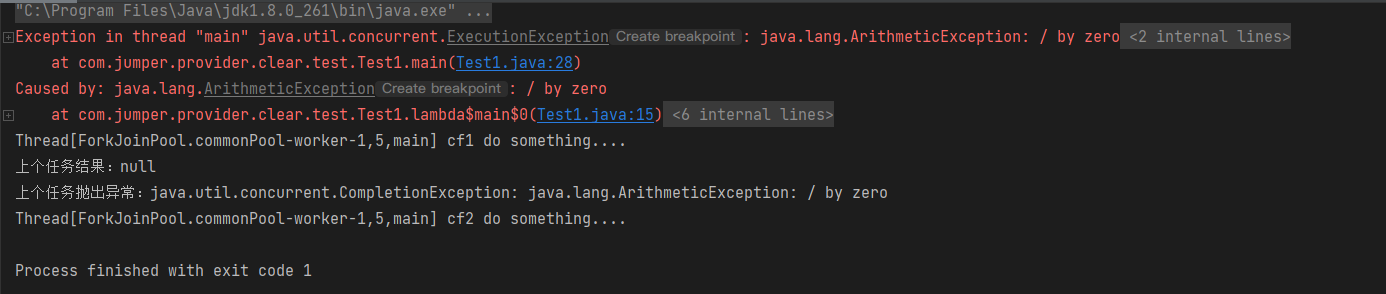 "C:\Program Files\Java\jdk1.8.0_261\bin\java.exe" ...
Exception in thread "main" java.util.concurrent.ExecutionException Create breakpoint : java.lang.ArithmeticException: / by zero <2 internal lines>
at com.jumper.provider.clear.test.Test1.main(Test1.java:28)
Caused by: java.lang.ArithmeticException Create breakpoint : / by zero
at com.jumper.provider.clear.test.Test1.lambda$main$0(Test1.java:15) <6 internal lines>
Thread[ForkJoinPool.commonPool-worker-1,5,main] cf1 do something....
上个任务结果：null
上个任务抛出异常：java.util.concurrent.CompletionException: java.lang.ArithmeticException: / by zero
Thread[ForkJoinPool.commonPool-worker-1,5,main] cf2 do something....
Process finished with exit code 1